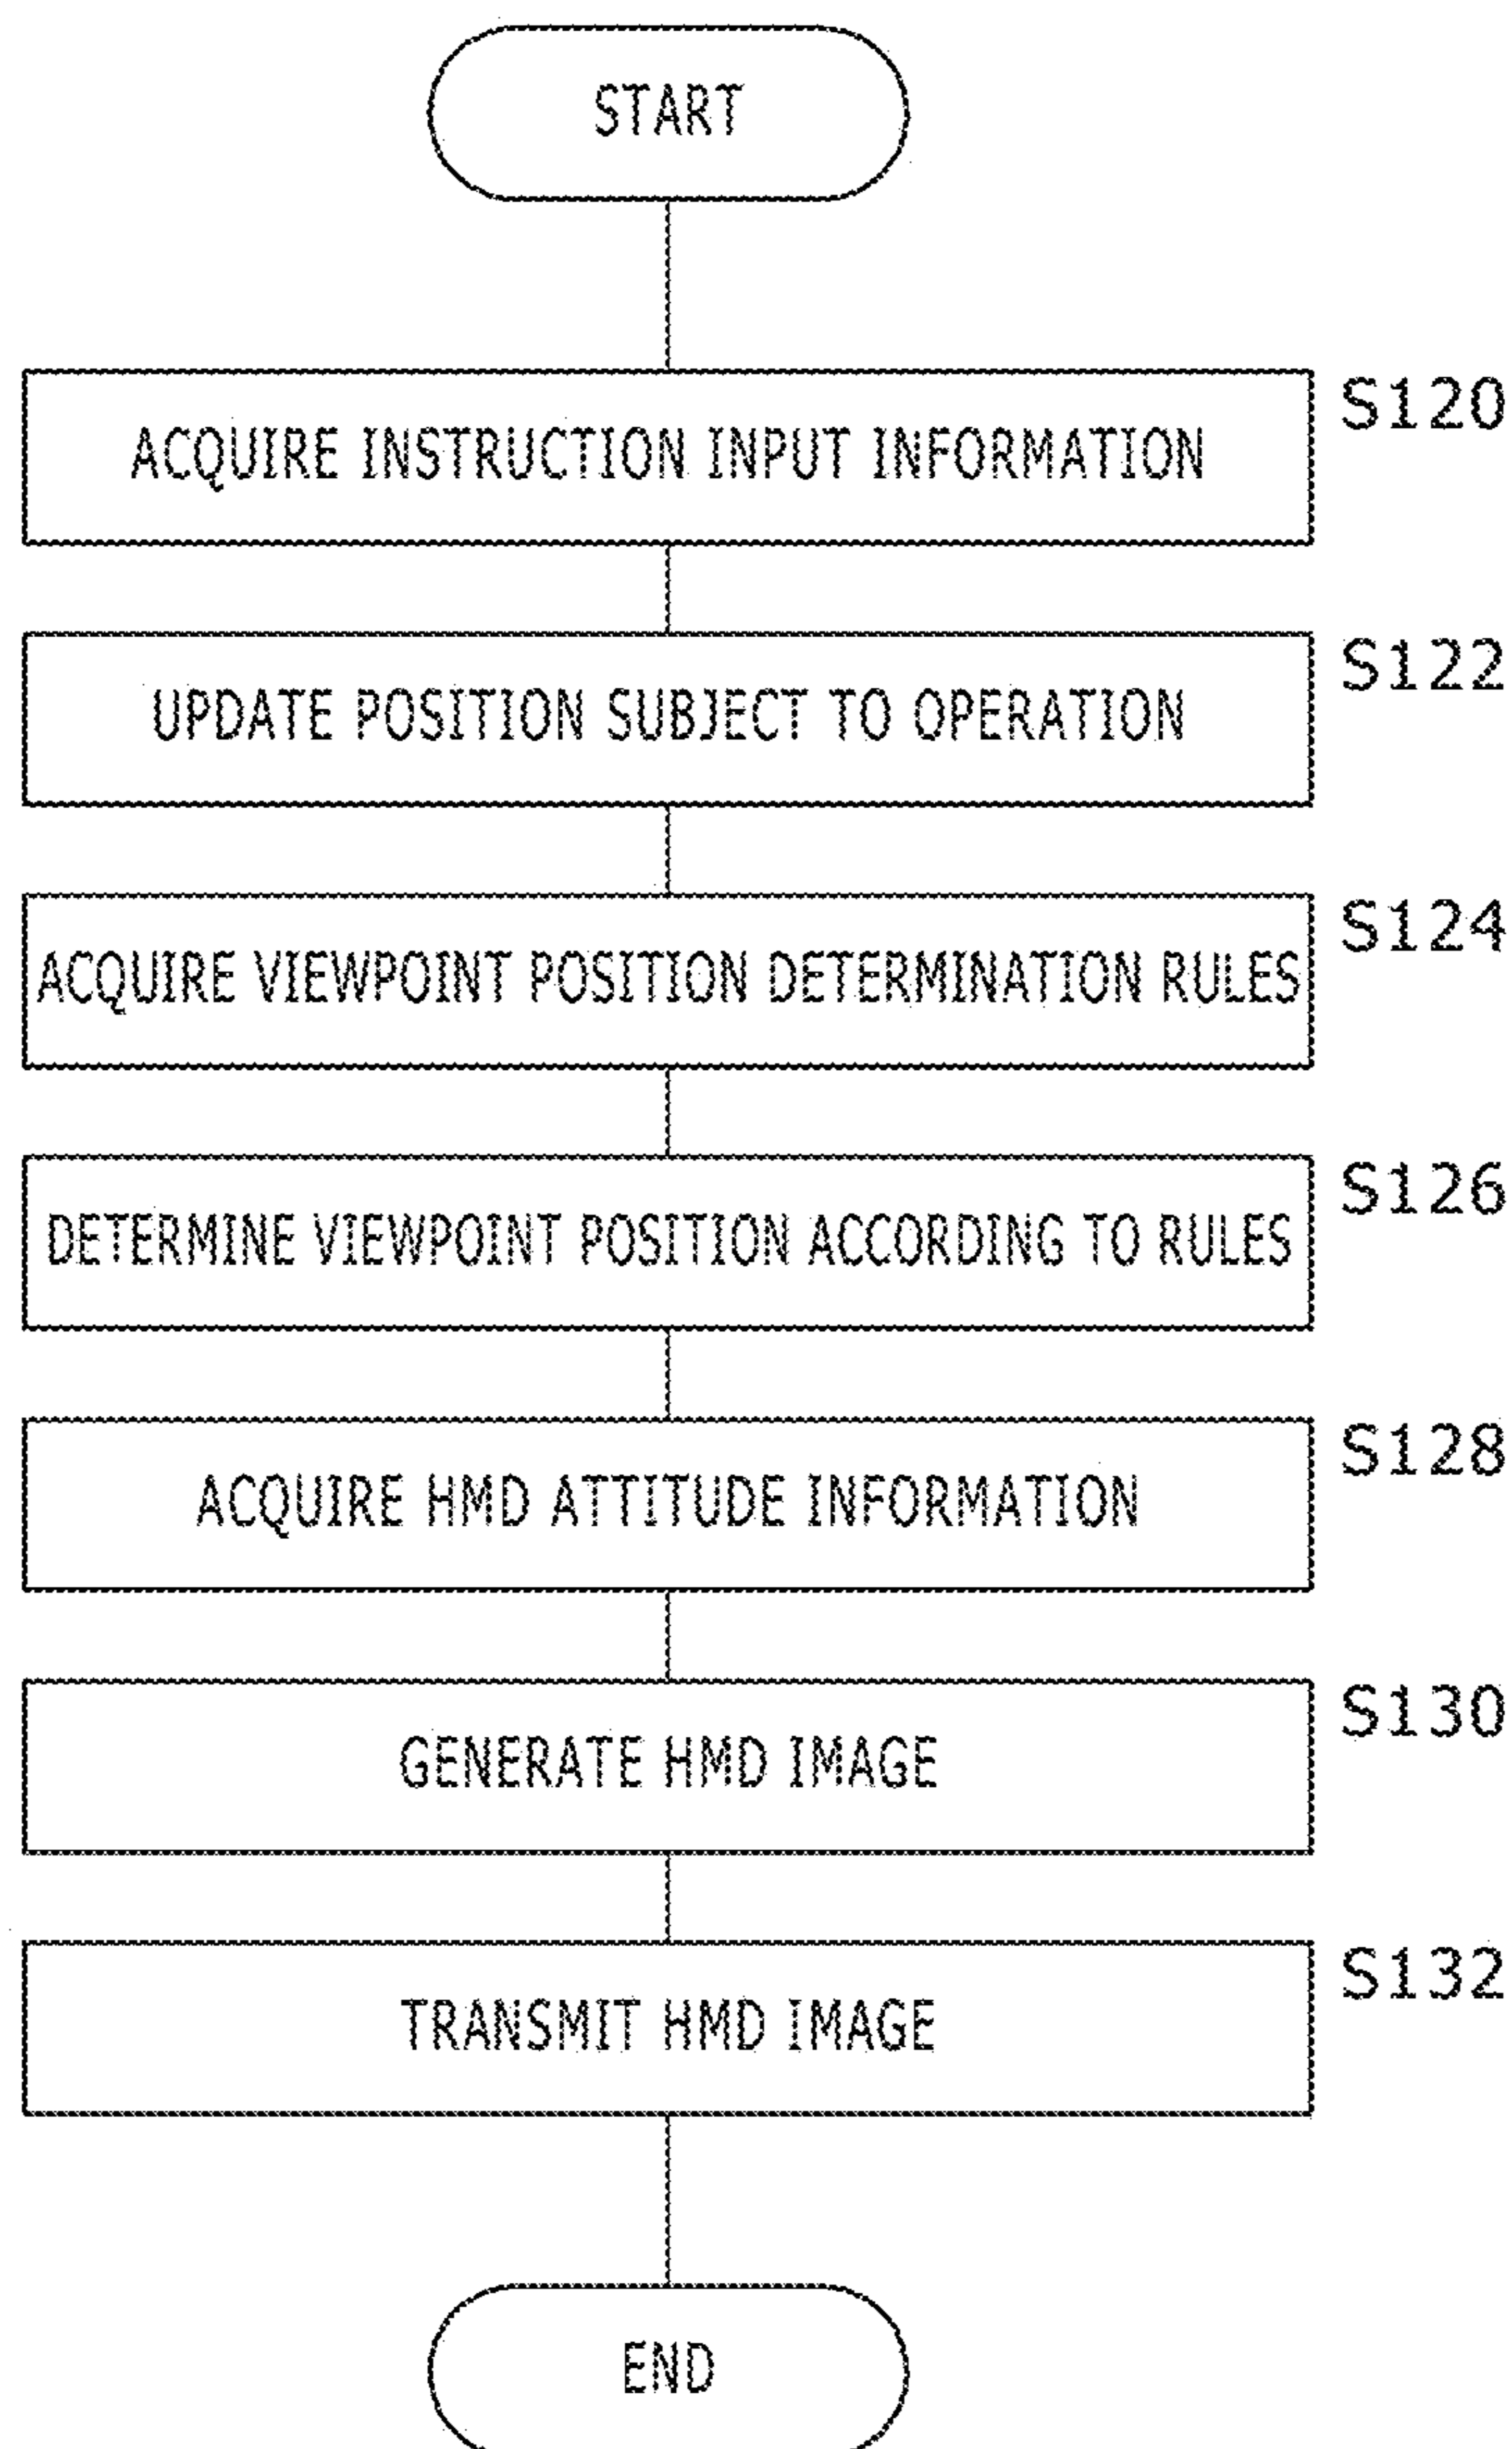 START
S120
ACQUIRE INSTRUCTION INPUT INFORMATION
S122
UPDATE POSITION SUBJECT TO OPERATION
S124
ACQUIRE VIEWPOINT POSITION DETERMINATION RULES
S126
DETERMINE VIEWPOINT POSITION ACCORDING TO RULES
S128
ACQUIRE HMD ATTITUDE INFORMATION
S130
GENERATE HMD IMAGE
S132
TRANSMIT HMD IMAGE
END